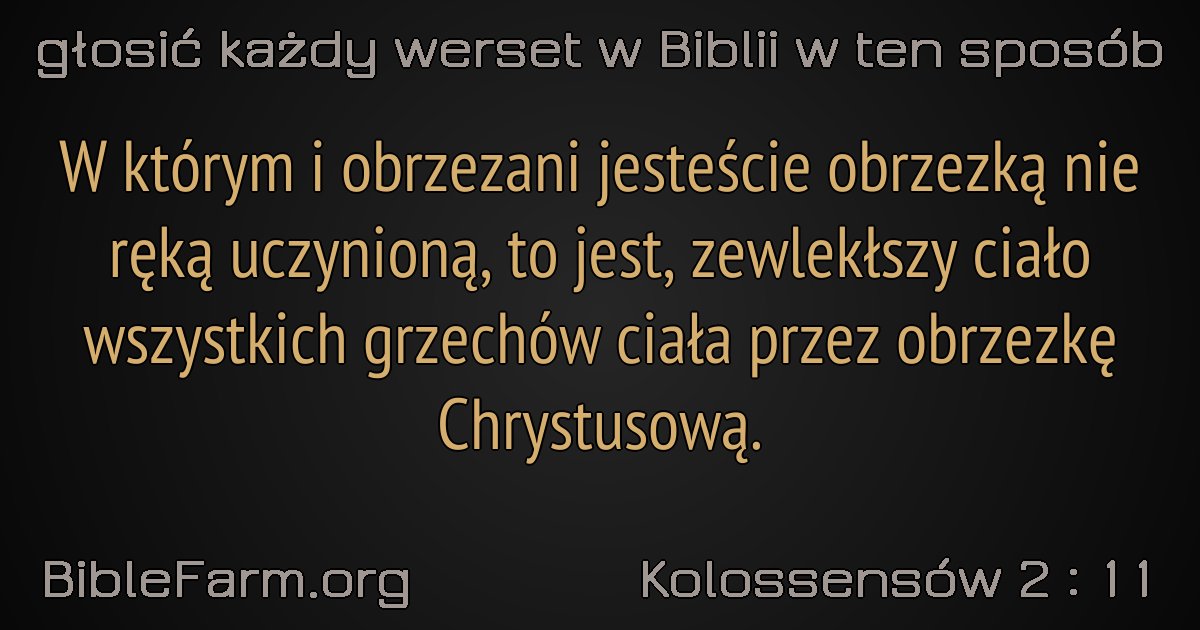 głosić każdy werset w Biblii w ten sposób
W którym i obrzezani jesteście obrzezką nie
ręką uczynioną, to jest, zewlekłszy ciało
wszystkich grzechów ciała przez obrzezkę
Chrystusową.
BibleFarm.org
Kolossensów 2 : 11